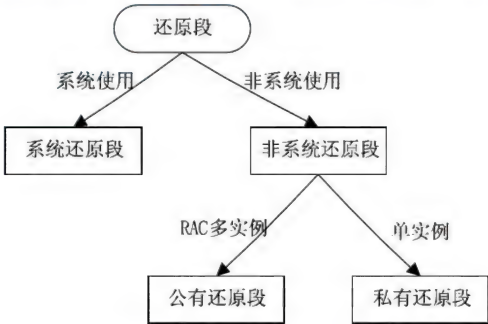 还原段
系统使用
非系统使用
系统还原段
非系统还原段
RAC多实例
单实例
公有还原段
私有还原段